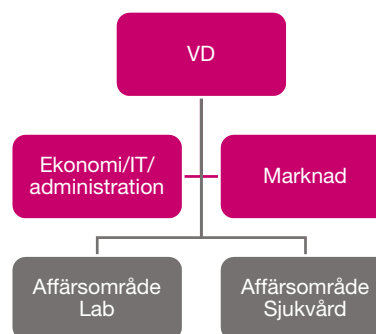 VD
Ekonomi/IT/
administration
Marknad
Affärsområde
Lab
Affärsområde
Sjukvård